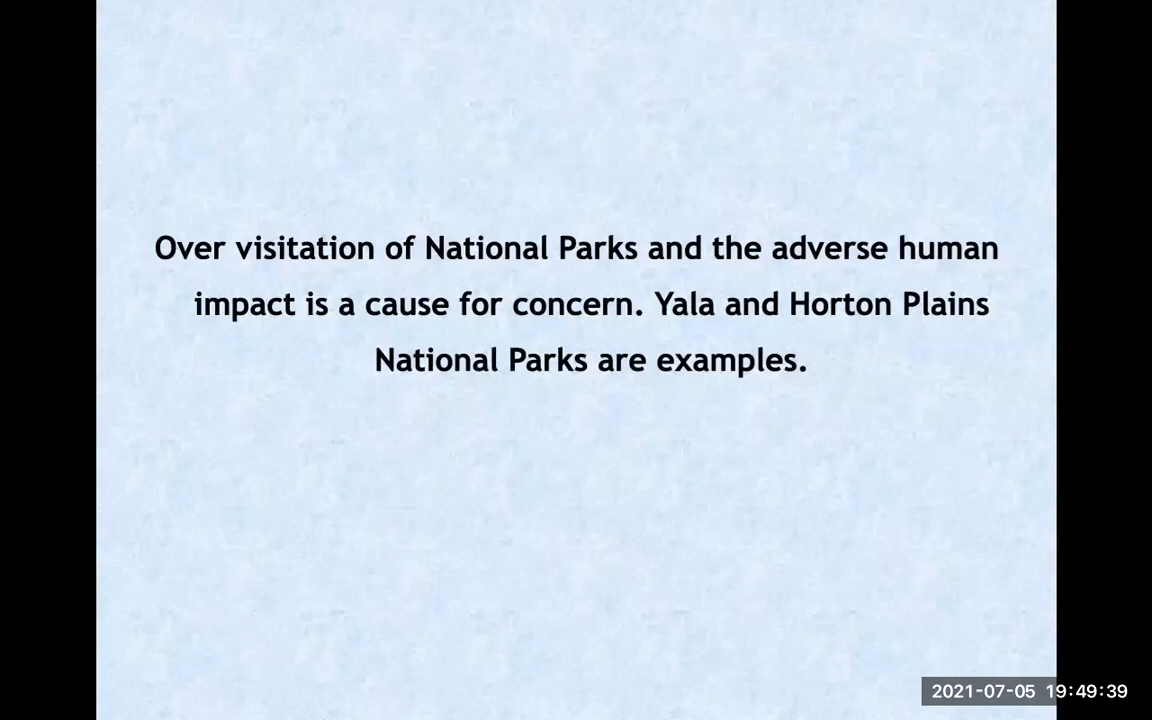 Over visitation of National Parks and the adverse human
impact is a cause for concern. Yala and Horton Plains
National Parks are examples.
2021-07-05 19:49:39